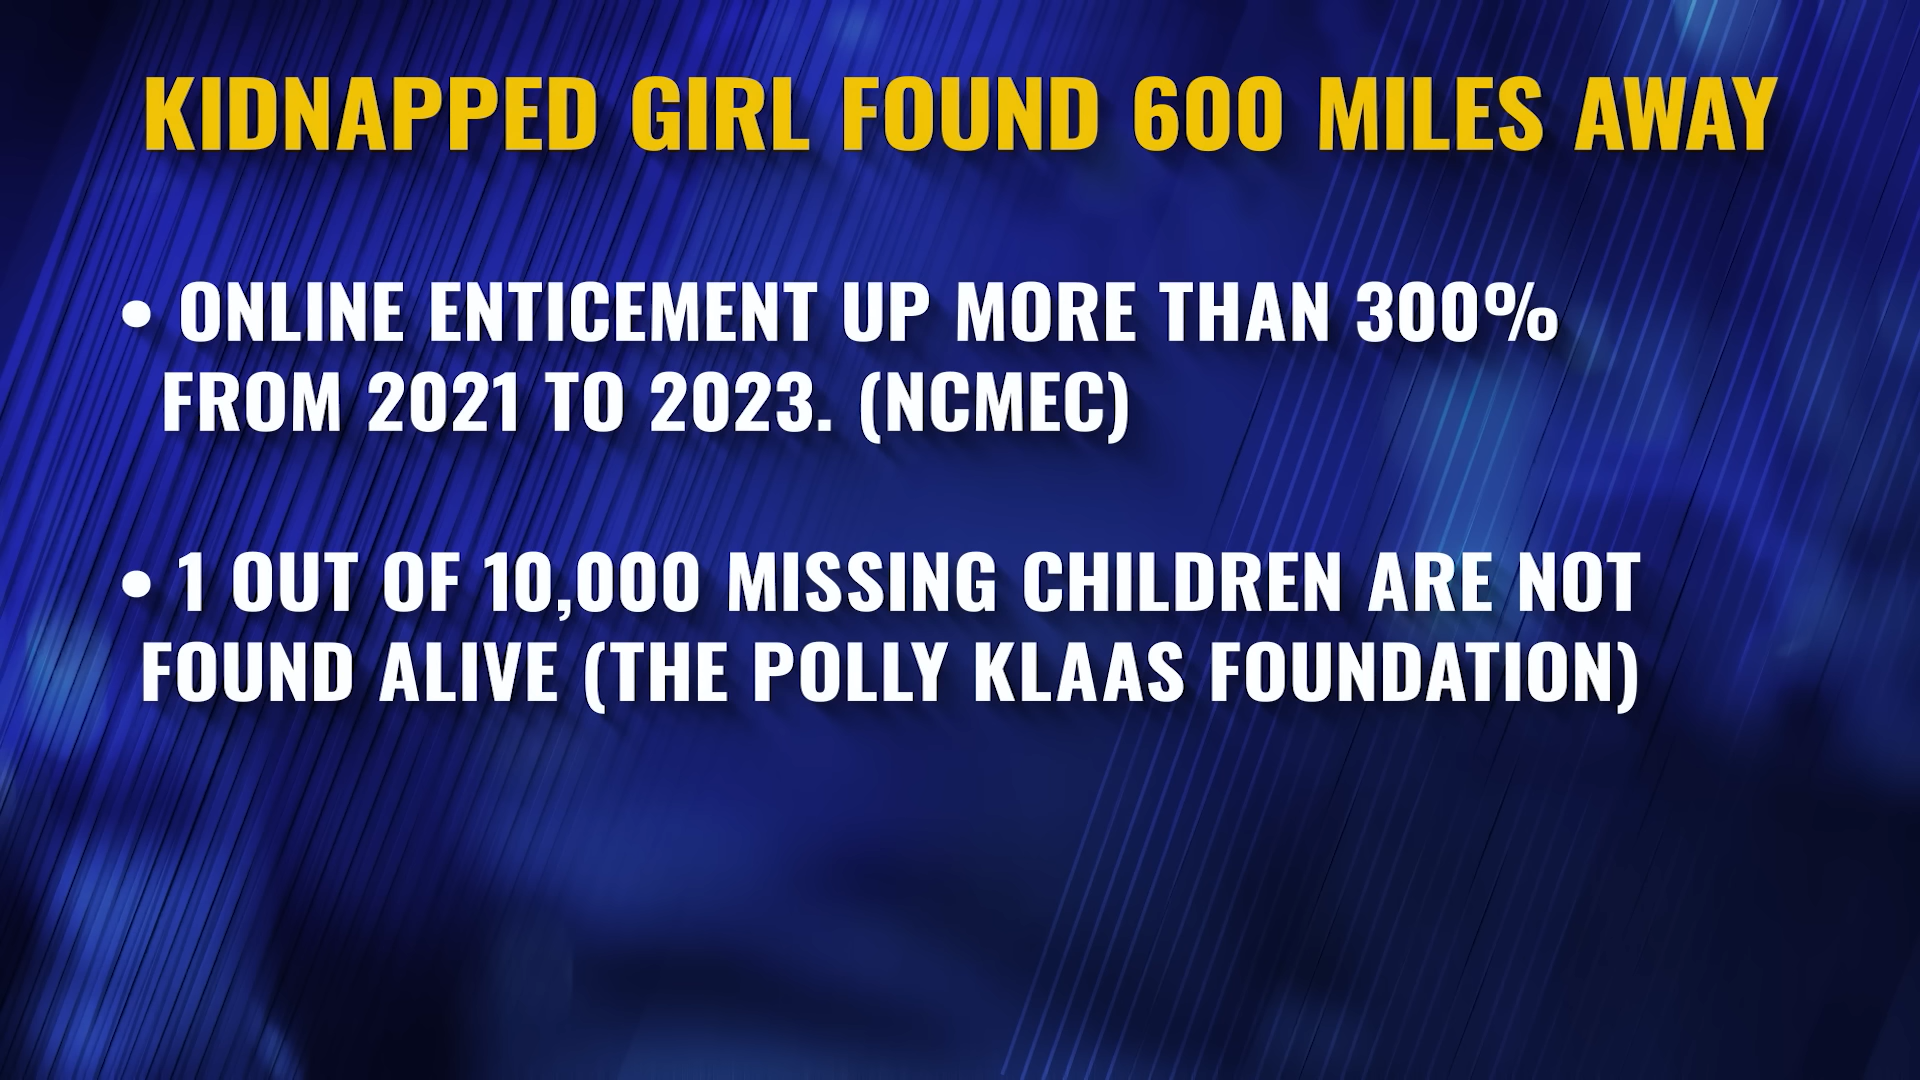 KIDNAPPED GIRL FOUND 600 MILES AWAY
• ONLINE ENTICEMENT UP MORE THAN 300%
FROM 2021 TO 2023. (NCMEC)
• 1 OUT OF 10,000 MISSING CHILDREN ARE NOT
FOUND ALIVE (THE POLLY KLAAS FOUNDATION)